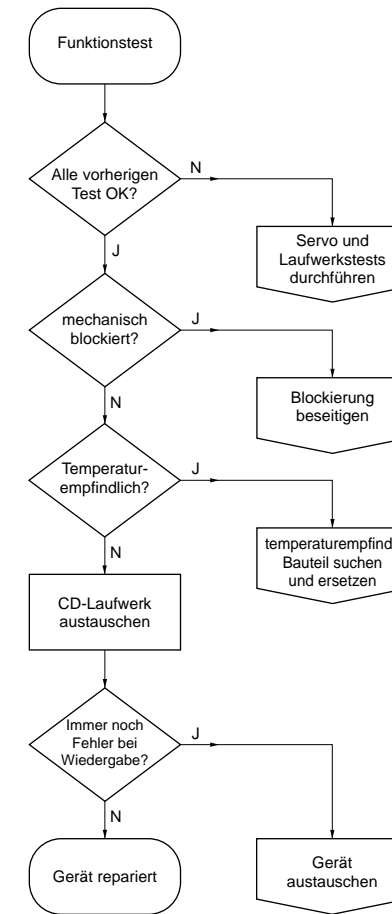 Funktionstest
Alle vorherigen
Test OK?
N
J
Servo und
Laufwerkstests
durchführen
mechanisch
blockiert?
J
N
Blockierung
beseitigen
Temperatur-
empfindlich?
J
N
temperaturempfind
Bauteil suchen
und ersetzen
CD-Laufwerk
austauschen
Immer noch
Fehler bei
Wiedergabe?
J
N
Gerät repariert
Gerät
austauschen